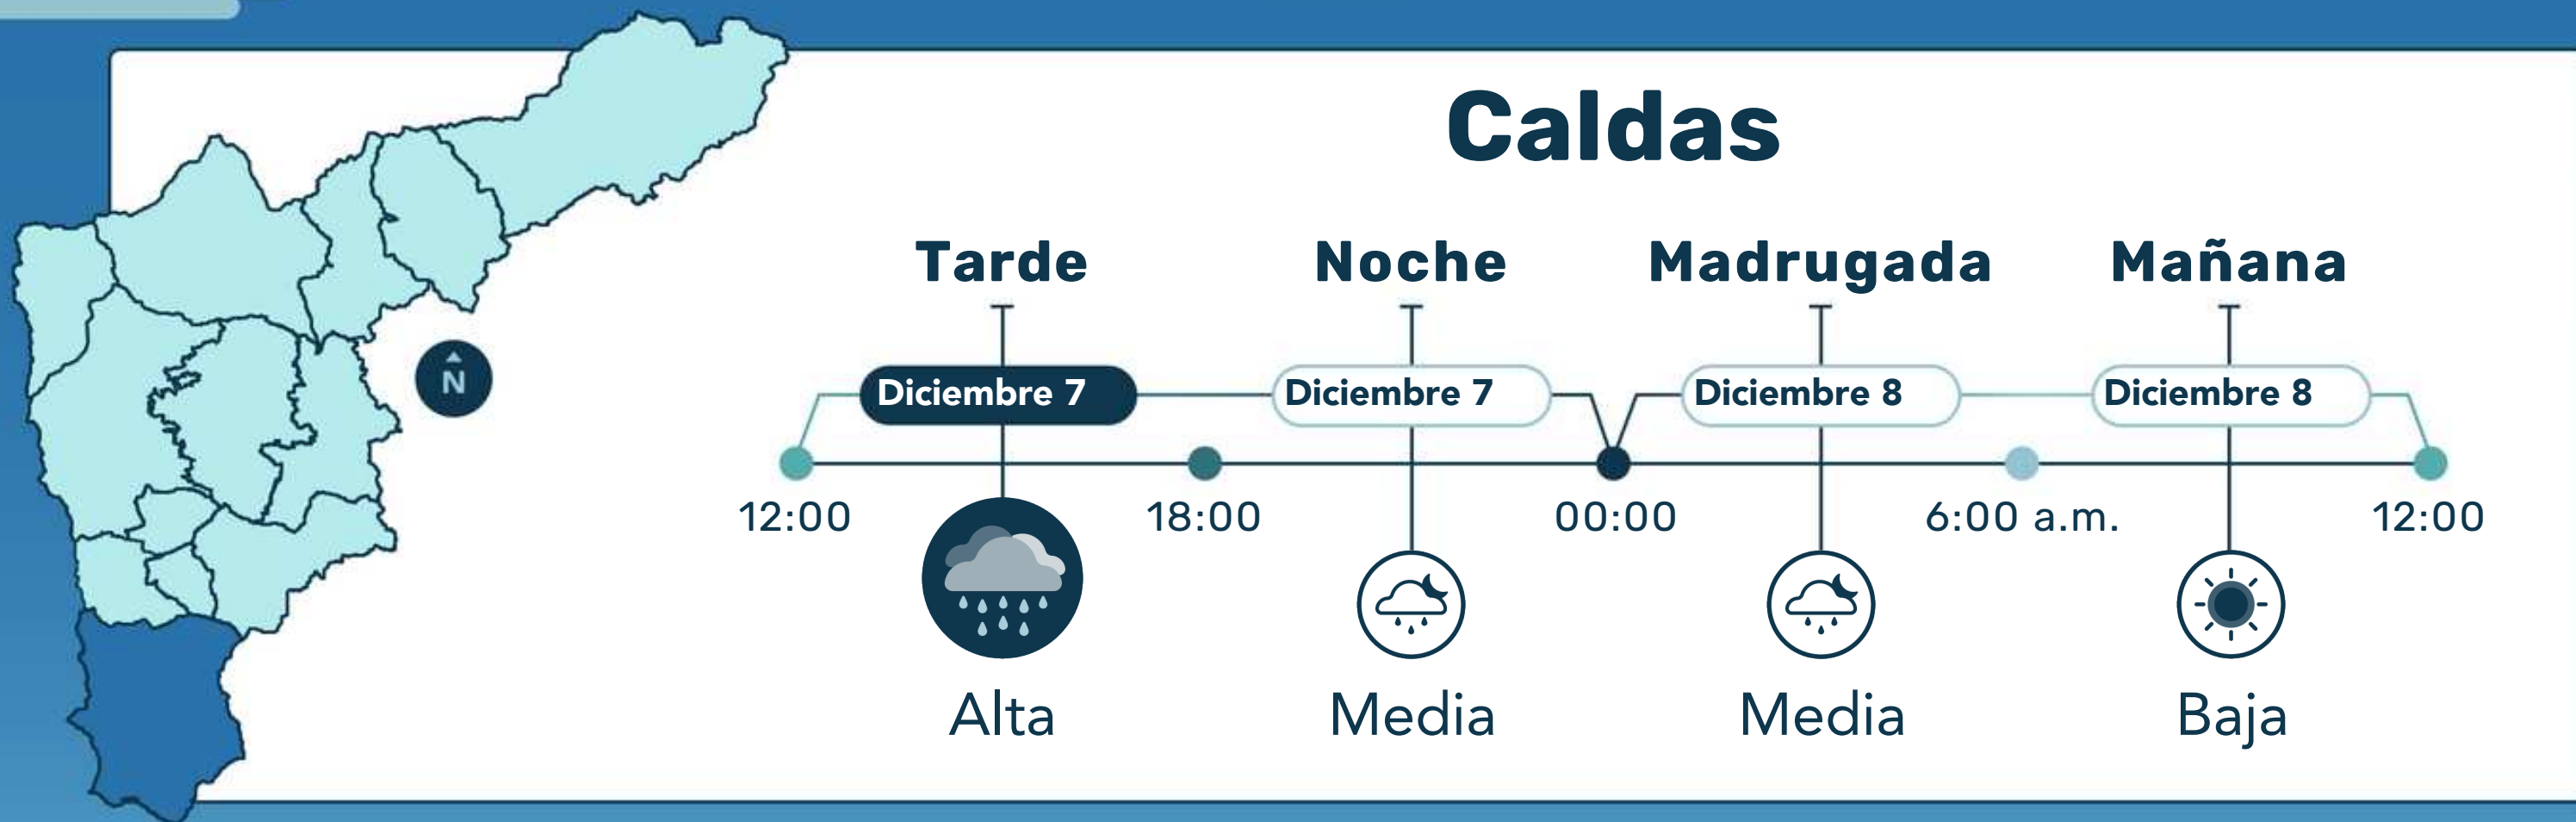 Caldas
Tarde Noche Madrugada Mañana
N
Diciembre 7 Diciembre 7 Diciembre 8 Diciembre 8
12:00 18:00 00:00 6:00 a.m. 12:00
Alta Media Media Baja